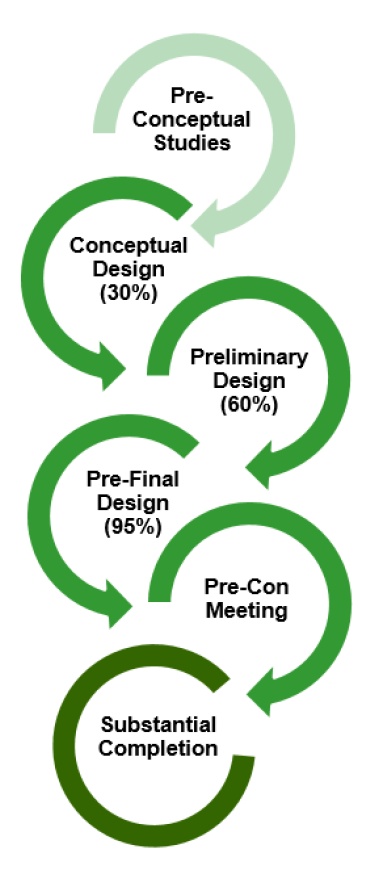 Pre-
Conceptual
Studies
Conceptual
Design
(30%)
Preliminary
Design
(60%)
Pre-Final
Design
(95%)
Pre-Con
Meeting
Substantial
Completion